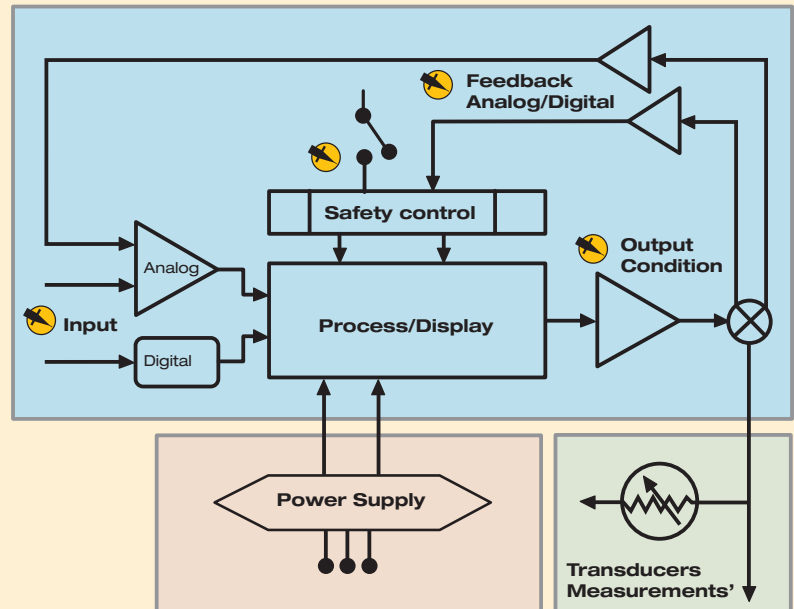 Feedback
Analog/Digital
Safety control
Output
Condition
Analog
Input
Process/Display
Digital
Power Supply
Transducers
Measurements’